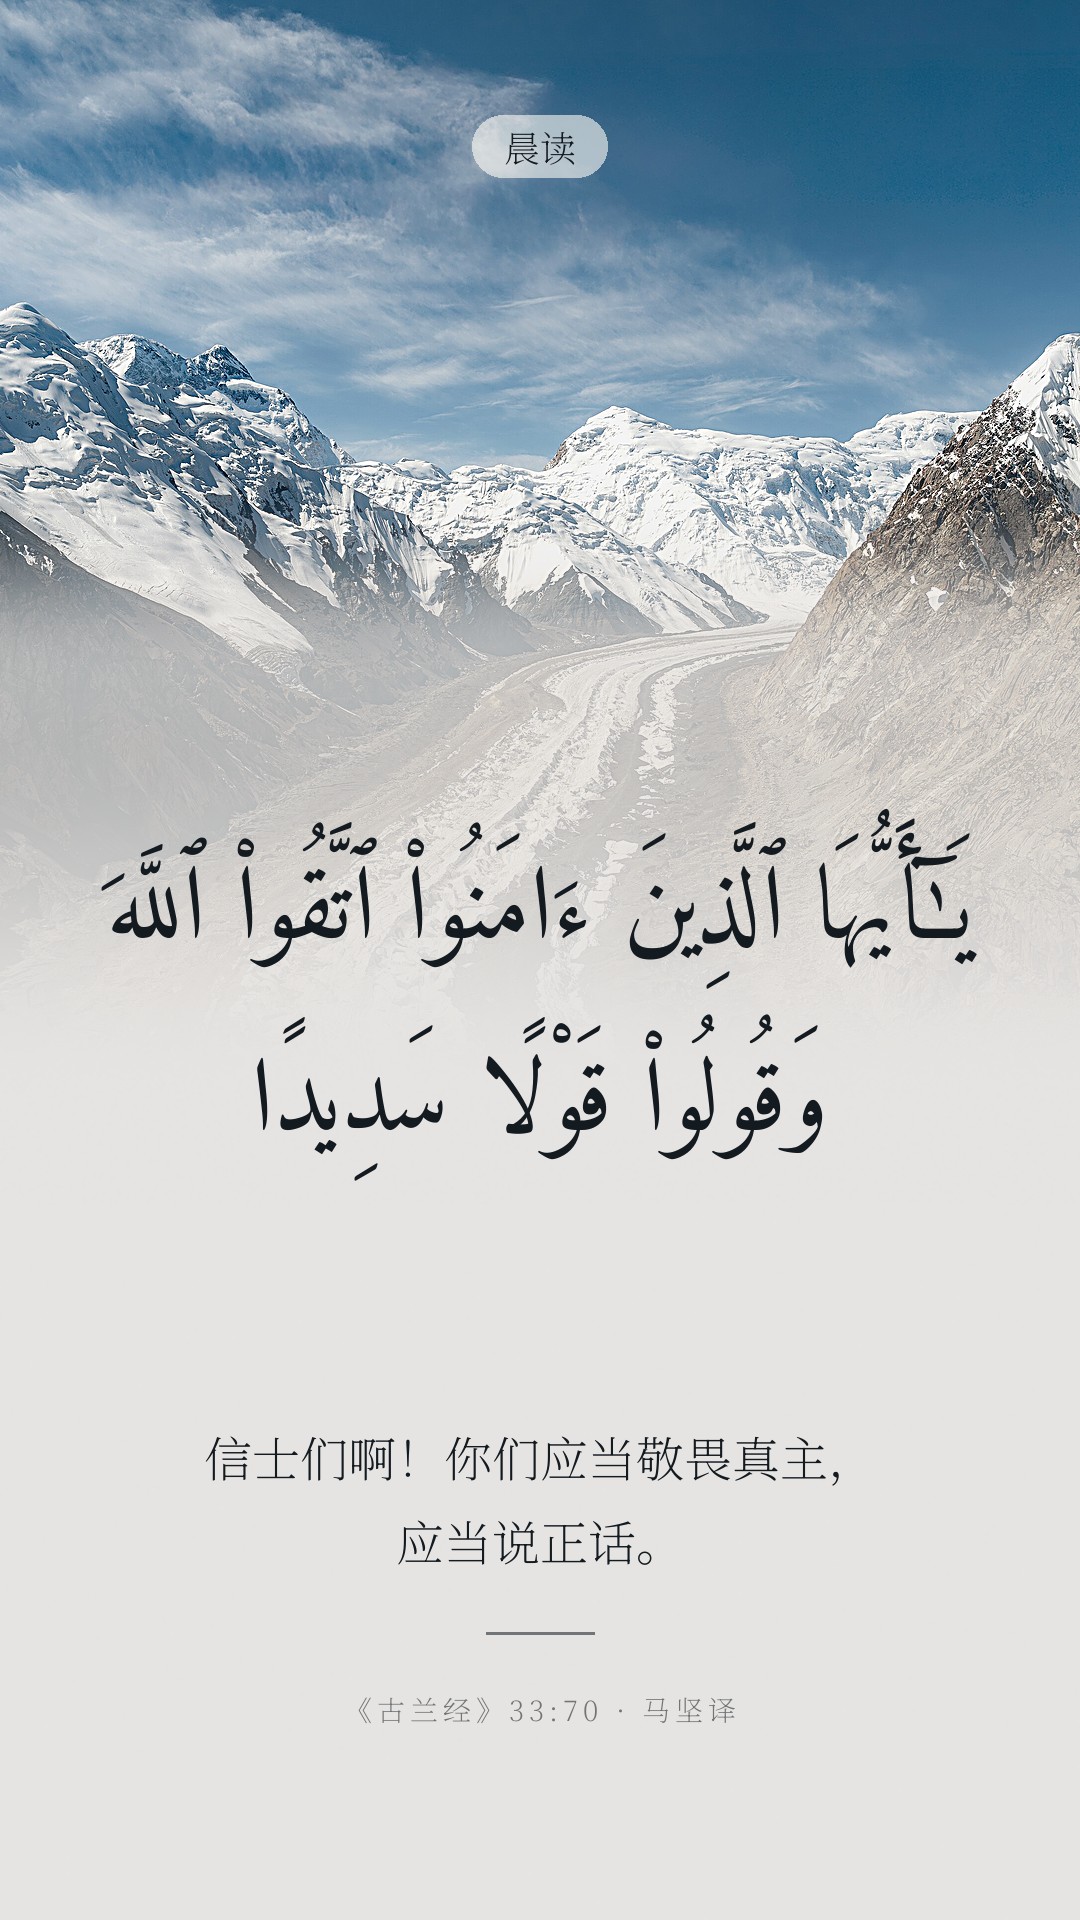 晨读
يَـٰٓأَيُّهَا ٱلَّذِينَ ءَامَنُوا۟ ٱتَّقُوا۟ ٱللَّهَ
وَقُولُوا۟ قَوْلًا سَدِيدًا
信士们啊！你们应当敬畏真主，
应当说正话。
《古兰经》33:70 · 马坚译